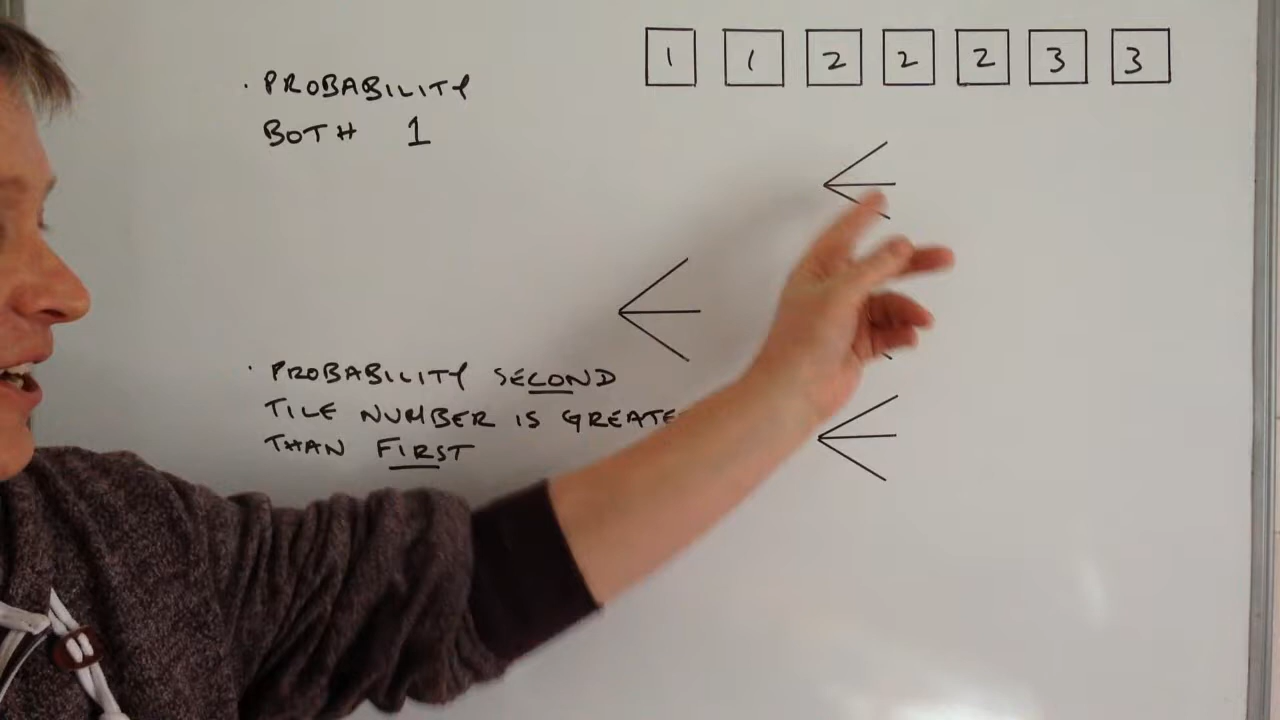 1 1 2 2 2 3 3
· PROBABILITY
BOTH 1
· PROBABILITY SECOND
TILE NUMBER IS GREATE
THAN FIRST